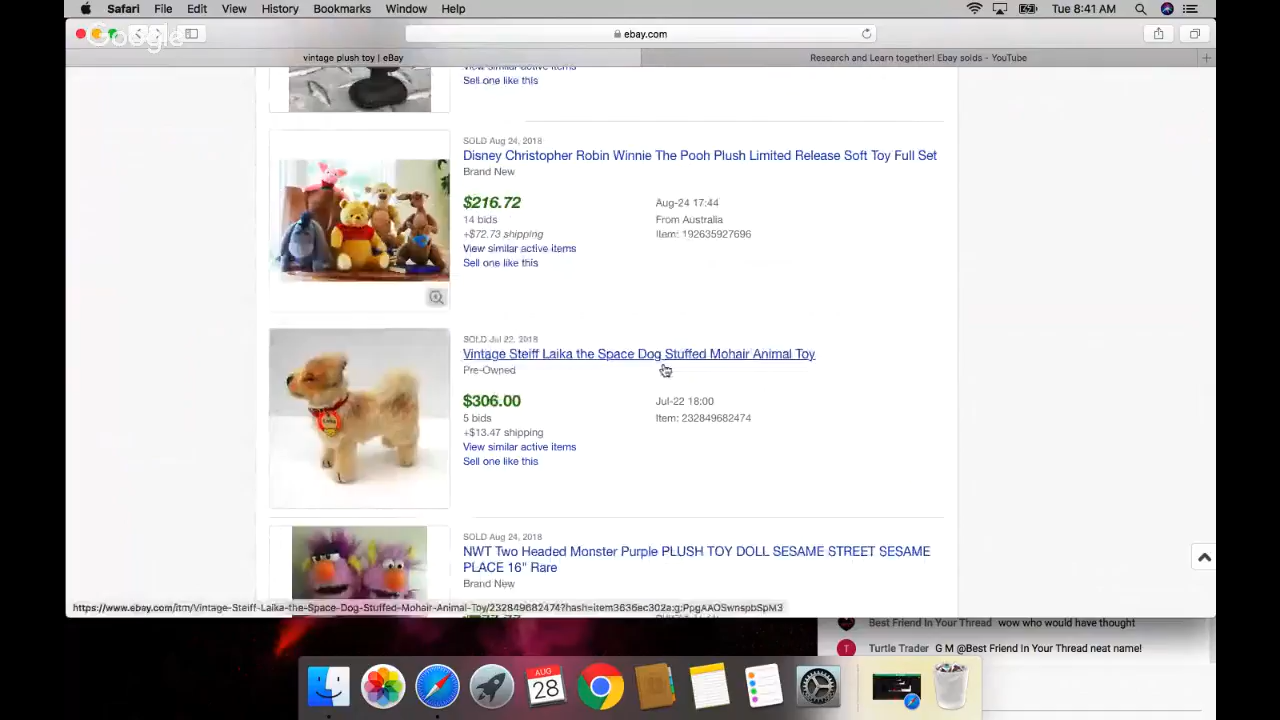 Safari File Edit View History Bookmarks Window Help Tue 8:41 AM
Google
ebay.com
vintage plush toy | eBay Research and Learn together! Ebay solds - YouTube
View similar active items
Sell one like this
SOLD Aug 24, 2018
Disney Christopher Robin Winnie The Pooh Plush Limited Release Soft Toy Full Set
Brand New
$216.72 Aug-24 17:44
14 bids From Australia
+$72.73 shipping Item: 192635927696
View similar active items
Sell one like this
SOLD Jul 22, 2018
Vintage Steiff Laika the Space Dog Stuffed Mohair Animal Toy
Pre-Owned
$306.00 Jul-22 18:00
5 bids Item: 232849682474
+$13.47 shipping
View similar active items
Sell one like this
SOLD Aug 24, 2018
NWT Two Headed Monster Purple PLUSH TOY DOLL SESAME STREET SESAME
PLACE 16" Rare
Brand New
https://www.ebay.com/itm/Vintage-Steiff-Laika-the-Space-Dog-Stuffed-Mohair-Animal-Toy/232849682474?hash=item3636ec302a:g:PpgAAOSwnspbSpM3
Best Friend In Your Thread wow who would have thought
T Turtle Trader G M @Best Friend In Your Thread neat name!
AUG
28